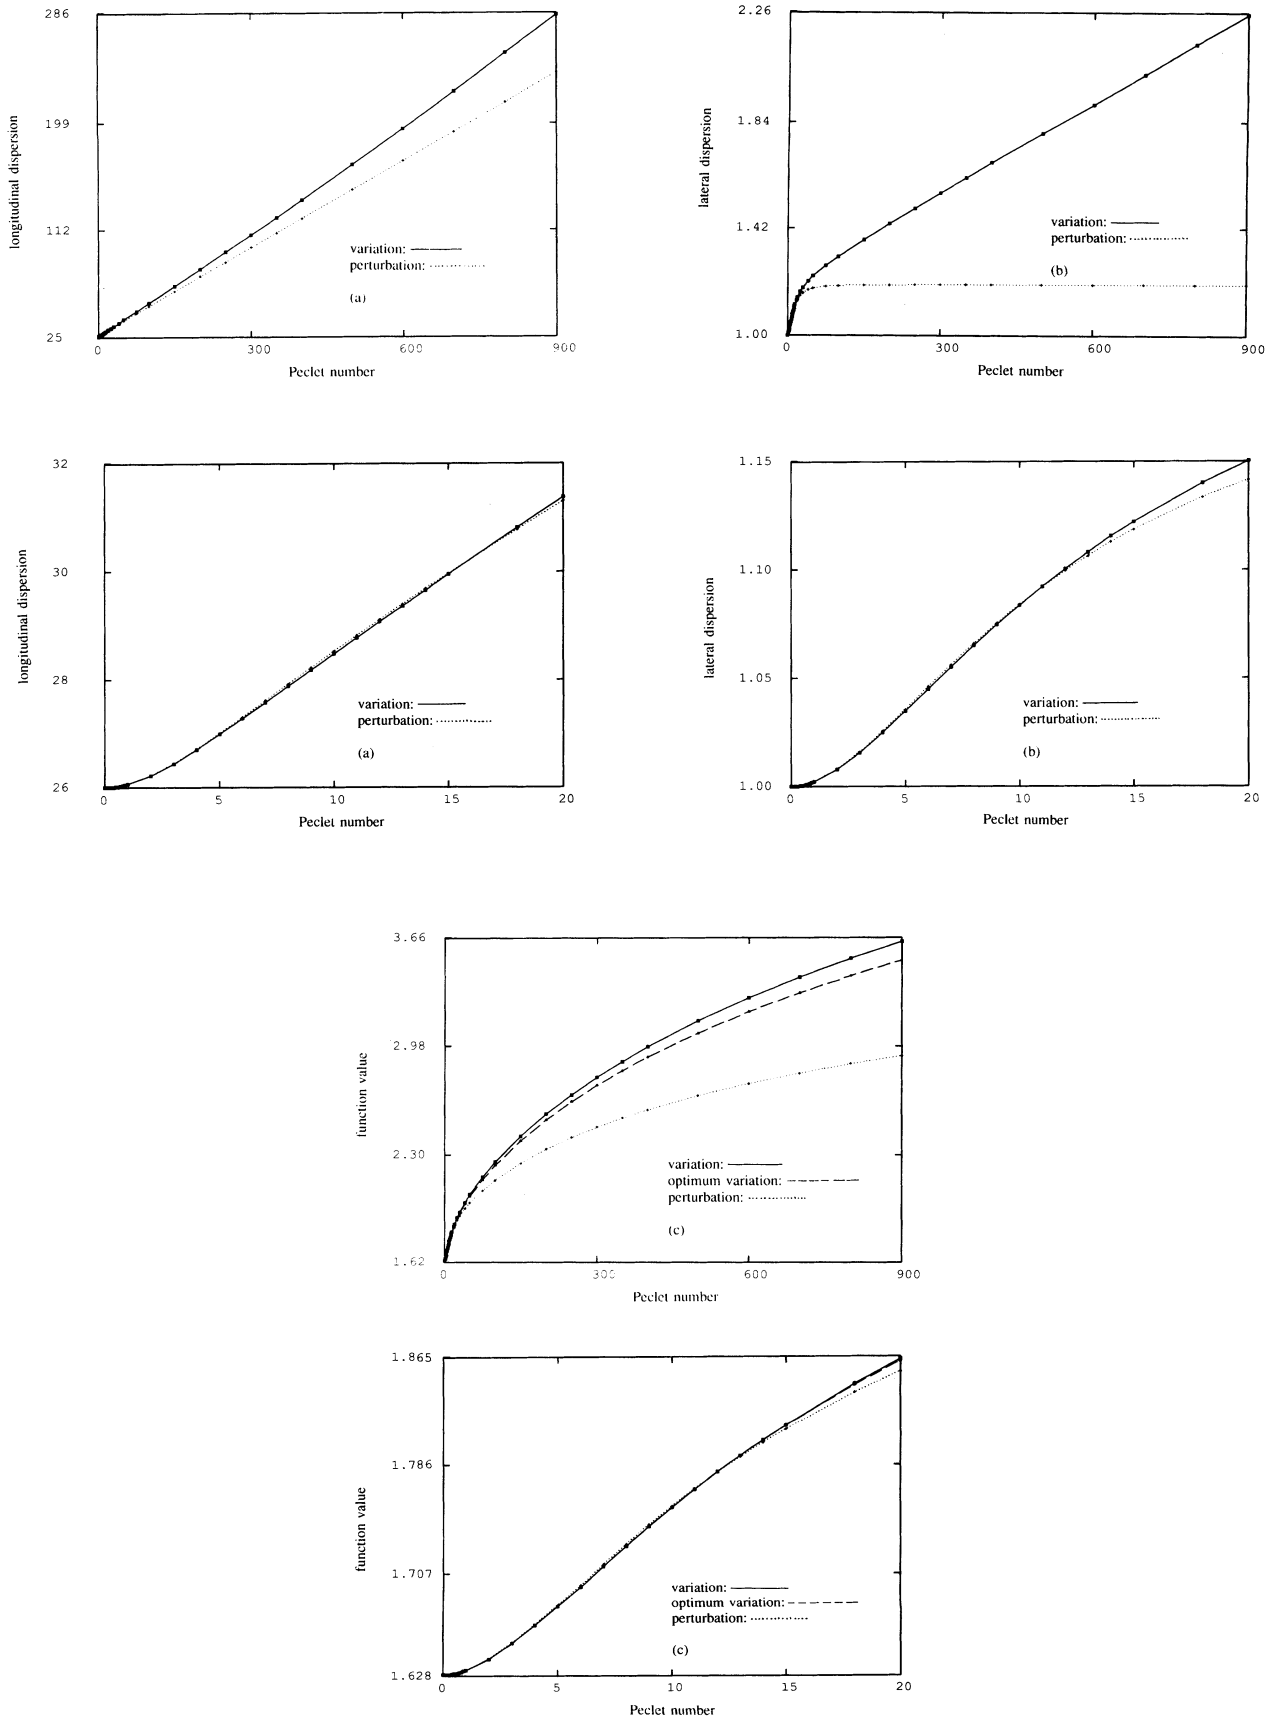 286
199
112
25
longitudinal dispersion
variation:
perturbation:
(a)
0 300 600 900
Peclet number
2.26
1.84
1.42
1.00
lateral dispersion
variation:
perturbation:
(b)
0 300 600 900
Peclet number
32
30
28
26
longitudinal dispersion
variation:
perturbation:
(a)
0 5 10 15 20
Peclet number
1.15
1.10
1.05
1.00
lateral dispersion
variation:
perturbation:
(b)
0 5 10 15 20
Peclet number
3.66
2.98
2.30
1.62
function value
variation:
optimum variation:
perturbation:
(c)
0 300 600 900
Peclet number
1.865
1.786
1.707
1.628
function value
variation:
optimum variation:
perturbation:
(c)
0 5 10 15 20
Peclet number